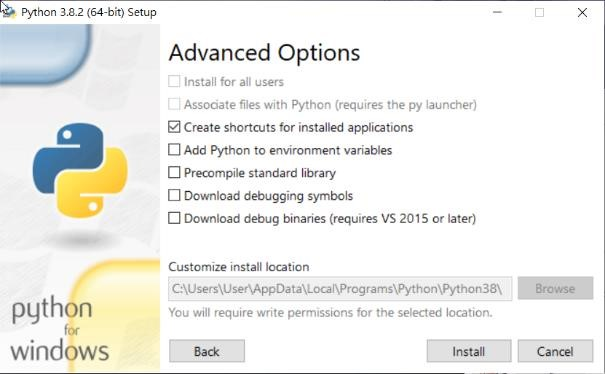 Python 3.8.2 (64-bit) Setup
Advanced Options
Install for all users
Associate files with Python (requires the py launcher)
Create shortcuts for installed applications
Add Python to environment variables
Precompile standard library
Download debugging symbols
Download debug binaries (requires VS 2015 or later)
Customize install location
C:\Users\User\AppData\Local\Programs\Python\Python38\
Browse
You will require write permissions for the selected location.
python
for
windows
Back
Install
Cancel